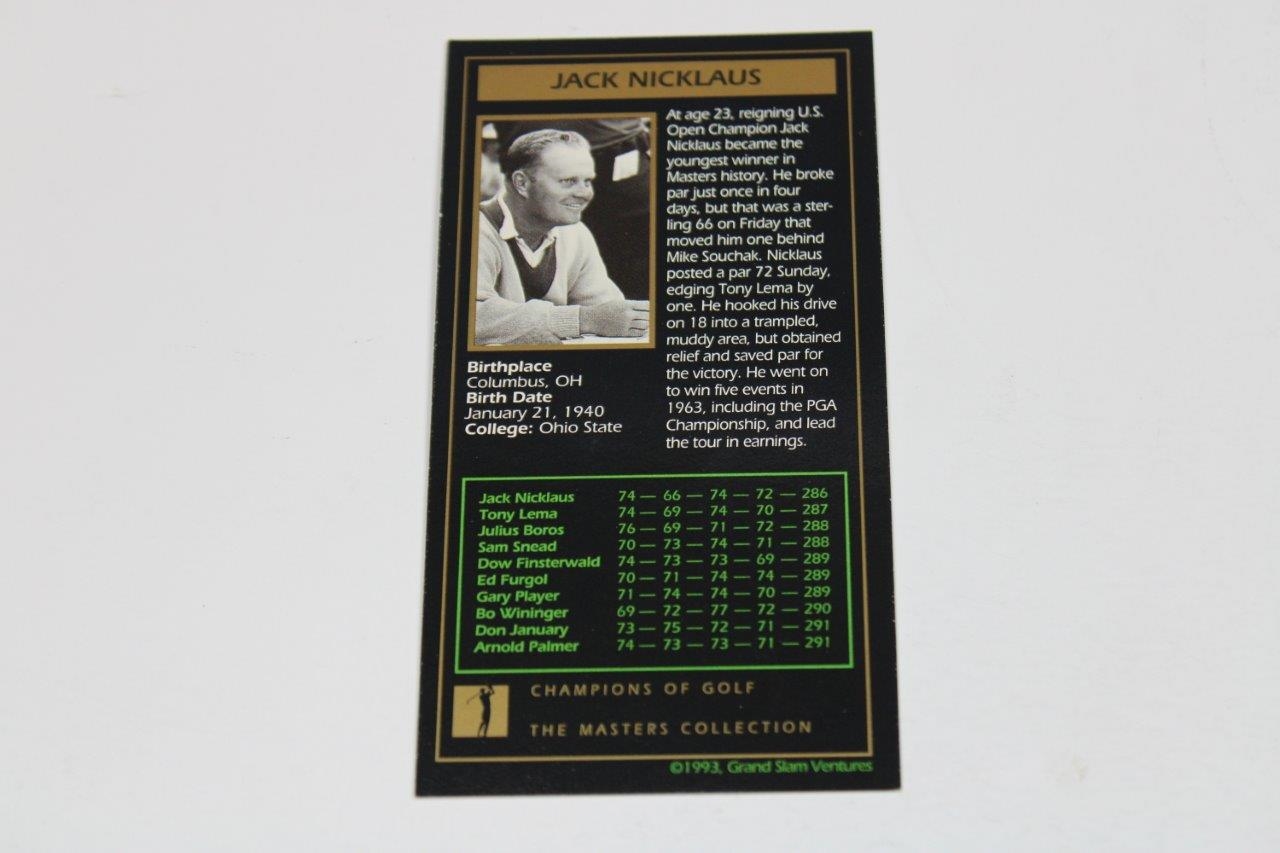 JACK NICKLAUS
At age 23, reigning U.S.
Open Champion Jack
Nicklaus became the
youngest winner in
Masters history. He broke
par just once in four
days, but that was a ster-
ling 66 on Friday that
moved him one behind
Mike Souchak. Nicklaus
posted a par 72 Sunday,
edging Tony Lema by
one. He hooked his drive
on 18 into a trampled,
muddy area, but obtained
relief and saved par for
the victory. He went on
to win five events in
1963, including the PGA
Championship, and lead
the tour in earnings.
Birthplace
Columbus, OH
Birth Date
January 21, 1940
College: Ohio State
Jack Nicklaus 74 — 66 — 74 — 72 — 286
Tony Lema 74 — 69 — 74 — 70 — 287
Julius Boros 76 — 69 — 71 — 72 — 288
Sam Snead 70 — 73 — 74 — 71 — 288
Dow Finsterwald 74 — 73 — 73 — 69 — 289
Ed Furgol 70 — 71 — 74 — 74 — 289
Gary Player 71 — 74 — 74 — 70 — 289
Bo Wininger 69 — 72 — 77 — 72 — 290
Don January 73 — 75 — 72 — 71 — 291
Arnold Palmer 74 — 73 — 73 — 71 — 291
CHAMPIONS OF GOLF
THE MASTERS COLLECTION
©1993, Grand Slam Ventures